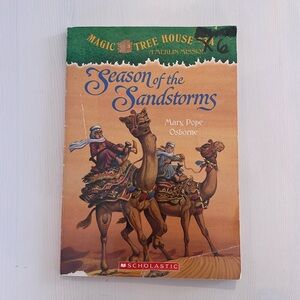 MAGIC TREE HOUSE
A MERLIN MISSION
Season of the
Sandstorms
Mary Pope
Osborne
SCHOLASTIC